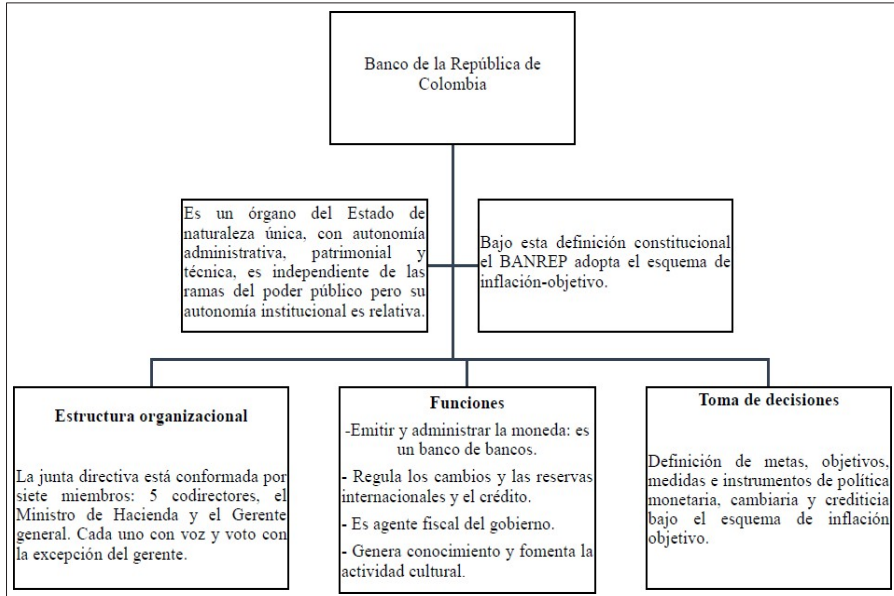 Banco de la República de
Colombia
Es un órgano del Estado de
naturaleza única, con autonomía
administrativa, patrimonial y
técnica, es independiente de las
ramas del poder público pero su
autonomía institucional es relativa.
Bajo esta definición constitucional
el BANREP adopta el esquema de
inflación-objetivo.
Estructura organizacional
La junta directiva está conformada por
siete miembros: 5 codirectores, el
Ministro de Hacienda y el Gerente
general. Cada uno con voz y voto con
la excepción del gerente.
Funciones
-Emitir y administrar la moneda: es
un banco de bancos.
- Regula los cambios y las reservas
internacionales y el crédito.
- Es agente fiscal del gobierno.
- Genera conocimiento y fomenta la
actividad cultural.
Toma de decisiones
Definición de metas, objetivos,
medidas e instrumentos de política
monetaria, cambiaria y crediticia
bajo el esquema de inflación
objetivo.